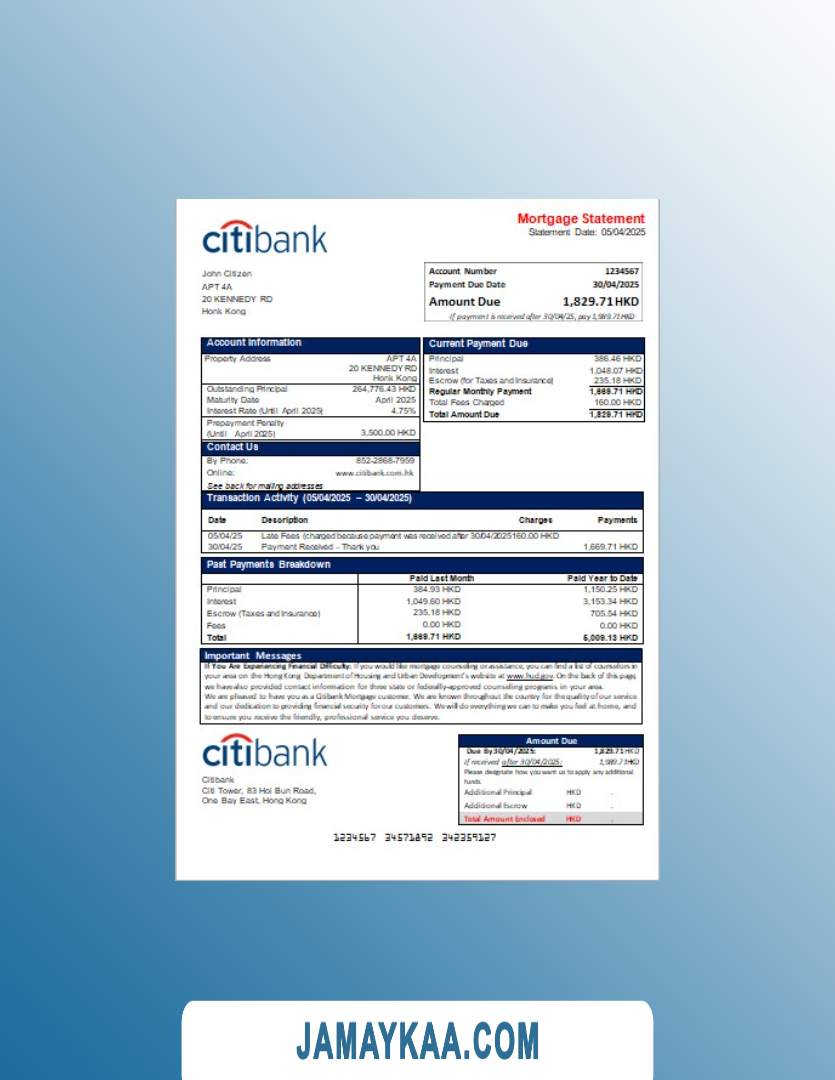 citibank
Mortgage Statement
Statement Date: 05/04/2025
John Citizen
APT 4A
20 KENNEDY RD
Honk Kong
Account Number 1234567
Payment Due Date 30/04/2025
Amount Due 1,829.71 HKD
If payment is received after 30/04/25, pay 1,989.71 HKD
Account Information
Property Address APT 4A
20 KENNEDY RD
Honk Kong
Outstanding Principal 264,776.43 HKD
Maturity Date April 2025
Interest Rate (Until April 2025) 4.75%
Prepayment Penalty
(Until April 2025) 3,500.00 HKD
Contact Us
By Phone: 852-2868-7959
Online: www.citibank.com.hk
See back for mailing addresses
Current Payment Due
Principal 386.46 HKD
Interest 1,048.07 HKD
Escrow (for Taxes and Insurance) 235.18 HKD
Regular Monthly Payment 1,669.71 HKD
Total Fees Charged 160.00 HKD
Total Amount Due 1,829.71 HKD
Transaction Activity (05/04/2025 – 30/04/2025)
Date Description Charges Payments
05/04/25 Late Fees (charged because payment was received after 30/04/2025 160.00 HKD
30/04/25 Payment Received – Thank you 1,669.71 HKD
Past Payments Breakdown
Paid Last Month Paid Year to Date
Principal 384.93 HKD 1,150.25 HKD
Interest 1,049.60 HKD 3,153.34 HKD
Escrow (Taxes and Insurance) 235.18 HKD 705.54 HKD
Fees 0.00 HKD 0.00 HKD
Total 1,669.71 HKD 5,009.13 HKD
Important Messages
If You Are Experiencing Financial Difficulty: If you would like mortgage counseling or assistance, you can find a list of counselors in
your area on the Hong Kong Department of Housing and Urban Development's website at www.hud.gov. On the back of this page,
we have also provided contact information for three state or federally-approved counseling programs in your area.
We are pleased to have you as a Citibank Mortgage customer. We are known throughout the country for the quality of our service
and our dedication to providing financial security for our customers. We will do everything we can to make you feel at home, and
to ensure you receive the friendly, professional service you deserve.
citibank
Citibank
Citi Tower, 83 Hoi Bun Road,
One Bay East, Hong Kong
Amount Due
Due By 30/04/2025: 1,829.71 HKD
If received after 30/04/2025: 1,989.71 HKD
Please designate how you want us to apply any additional
funds.
Additional Principal HKD -
Additional Escrow HKD -
Total Amount Enclosed HKD -
1234567 34571892 342359127
JAMAYKAA.COM